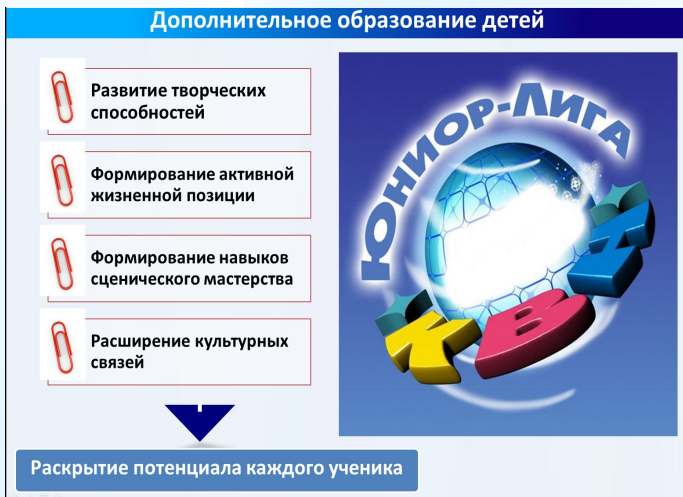 Дополнительное образование детей
Развитие творческих
способностей
Формирование активной
жизненной позиции
Формирование навыков
сценического мастерства
Расширение культурных
связей
Раскрытие потенциала каждого ученика
ЮНИОР-ЛИГА
КВН